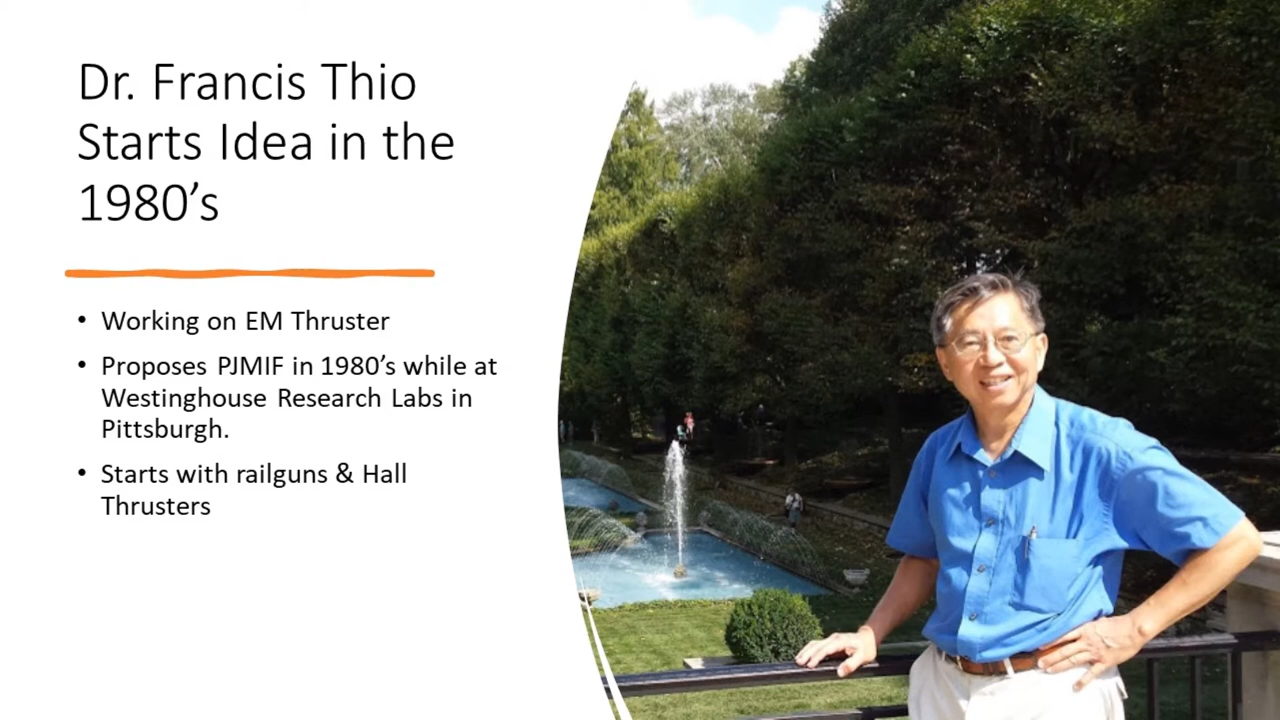 Dr. Francis Thio
Starts Idea in the
1980’s
• Working on EM Thruster
• Proposes PJMIF in 1980’s while at
Westinghouse Research Labs in
Pittsburgh.
• Starts with railguns & Hall
Thrusters